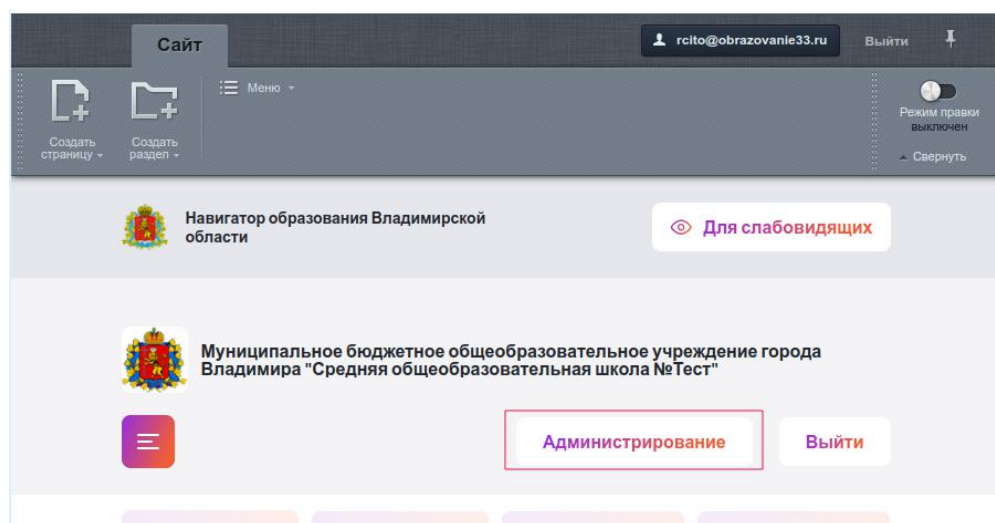 Сайт
rcito@obrazovanie33.ru
Выйти
Создать
страницу
Создать
раздел
Меню
Режим правки
выключен
Свернуть
Навигатор образования Владимирской
области
Для слабовидящих
Муниципальное бюджетное общеобразовательное учреждение города
Владимира "Средняя общеобразовательная школа №Тест"
Администрирование
Выйти